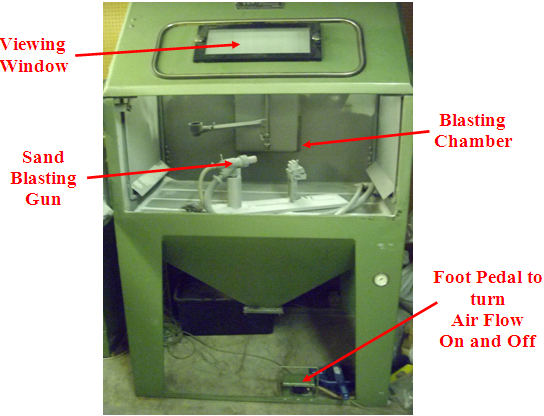 Viewing
Window
Blasting
Chamber
Sand
Blasting
Gun
Foot Pedal to
turn
Air Flow
On and Off